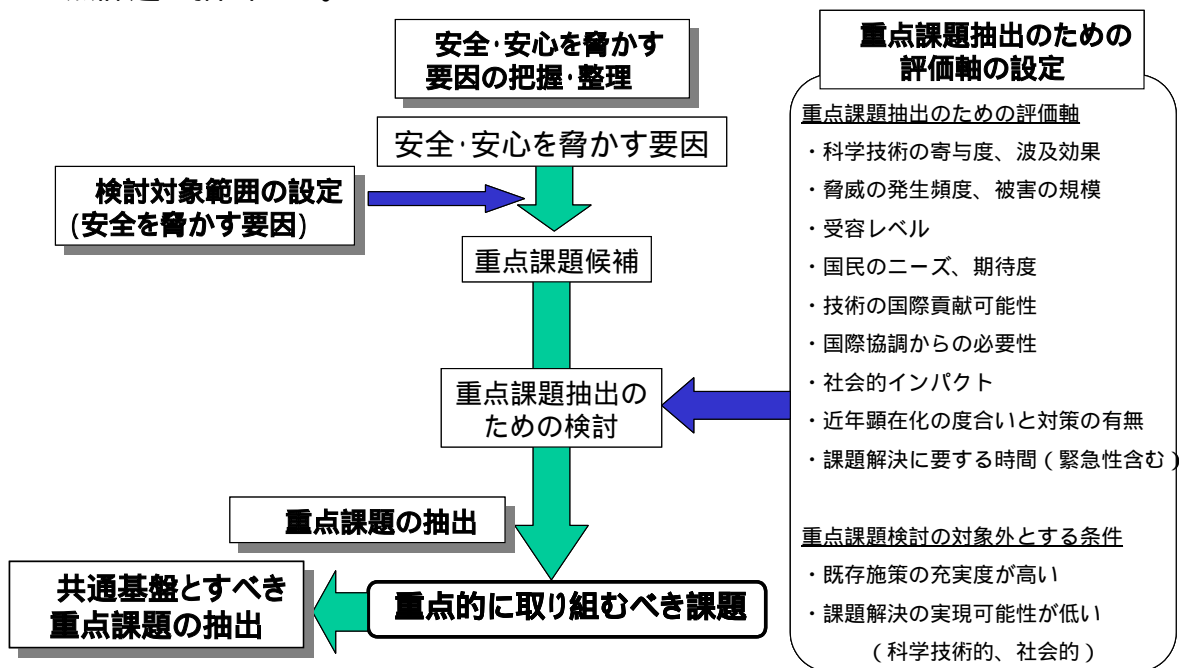 安全･安心を脅かす
要因の把握･整理
安全･安心を脅かす要因
検討対象範囲の設定
(安全を脅かす要因)
重点課題候補
重点課題抽出の
ための検討
重点課題の抽出
重点的に取り組むべき課題
共通基盤とすべき
重点課題の抽出
重点課題抽出のための
評価軸の設定
重点課題抽出のための評価軸
・科学技術の寄与度、波及効果
・脅威の発生頻度、被害の規模
・受容レベル
・国民のニーズ、期待度
・技術の国際貢献可能性
・国際協調からの必要性
・社会的インパクト
・近年顕在化の度合いと対策の有無
・課題解決に要する時間(緊急性含む)
重点課題検討の対象外とする条件
・既存施策の充実度が高い
・課題解決の実現可能性が低い
(科学技術的、社会的)